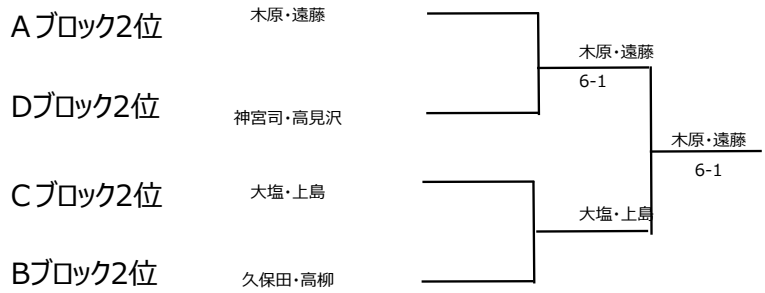 Aブロック2位
木原・遠藤
木原・遠藤
6-1
Dブロック2位
神宮司・高見沢
木原・遠藤
6-1
Cブロック2位
大塩・上島
大塩・上島
Bブロック2位
久保田・高柳